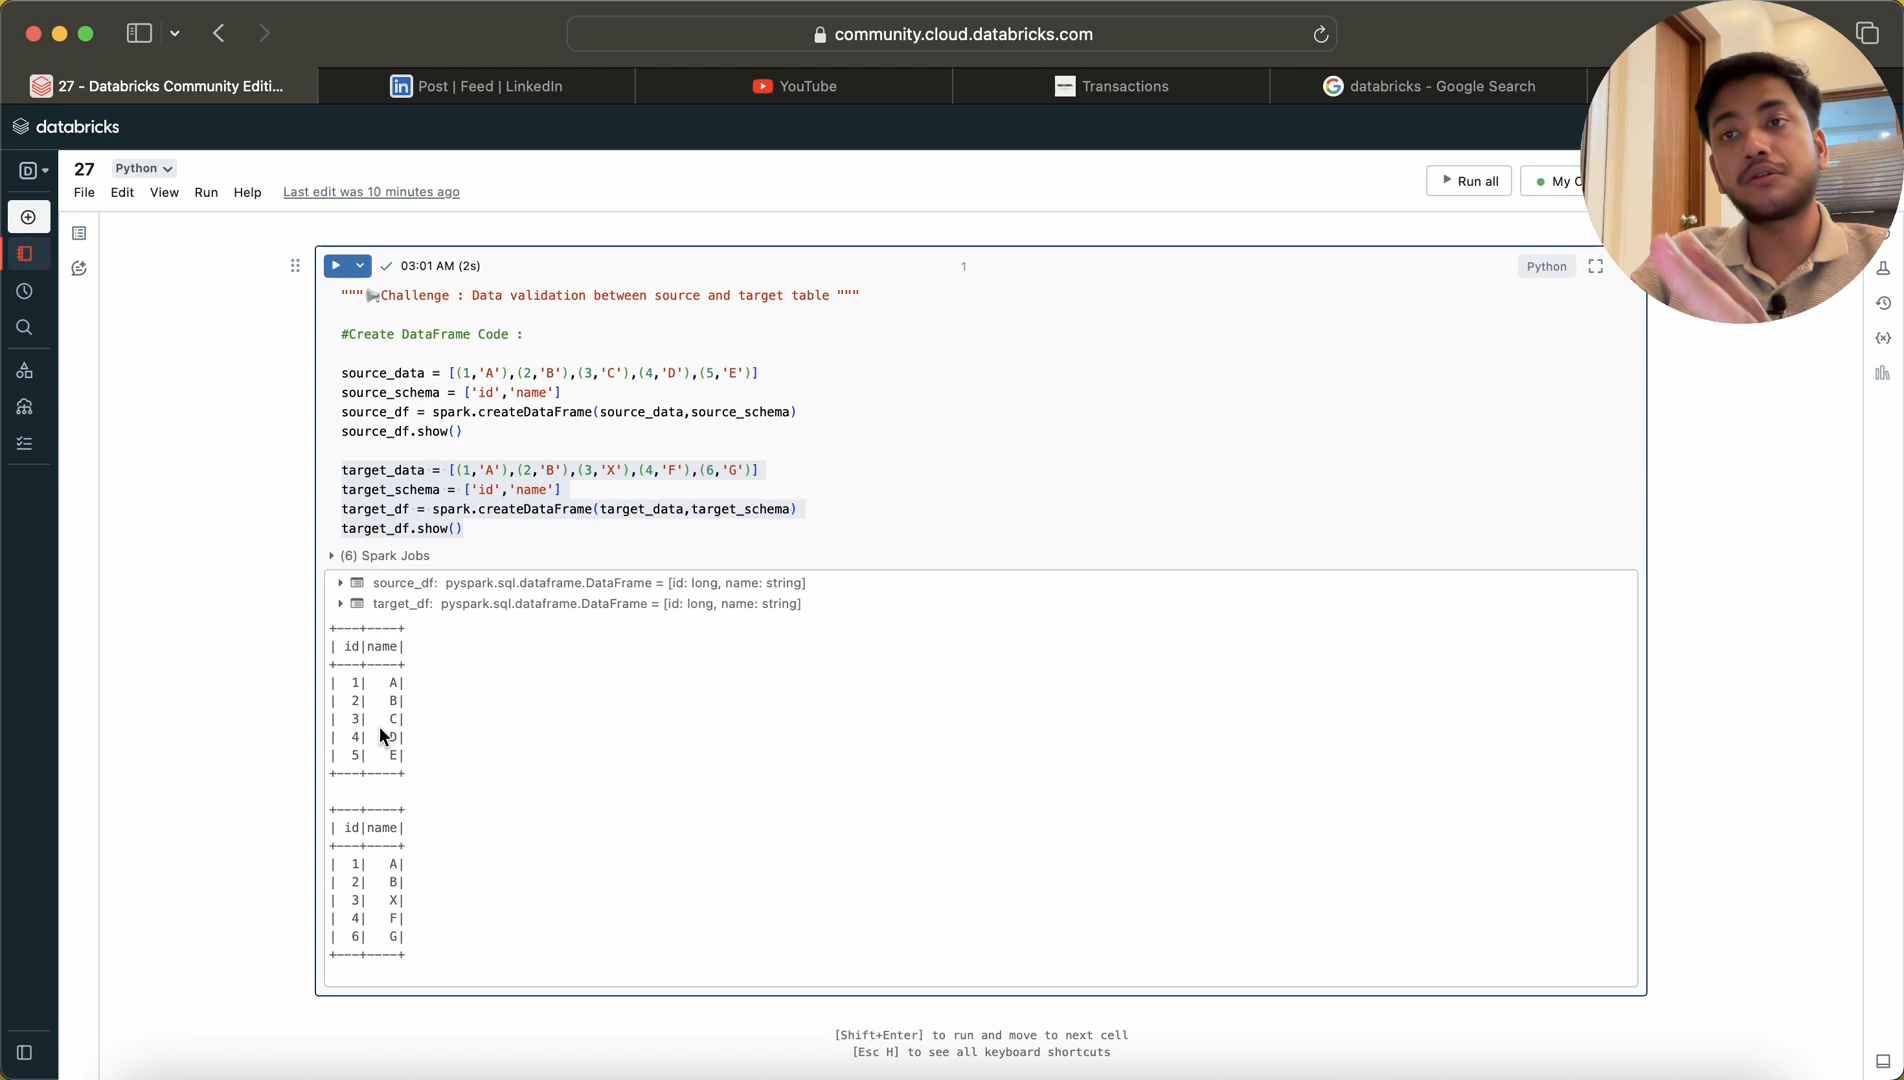 community.cloud.databricks.com
27 - Databricks Community Editi...
Post | Feed | LinkedIn
YouTube
Transactions
databricks - Google Search
databricks
D
27
Python
File Edit View Run Help Last edit was 10 minutes ago
Run all
My C
03:01 AM (2s)
1
Python
"""📢Challenge : Data validation between source and target table """
#Create DataFrame Code :
source_data = [(1,'A'),(2,'B'),(3,'C'),(4,'D'),(5,'E')]
source_schema = ['id','name']
source_df = spark.createDataFrame(source_data,source_schema)
source_df.show()
target_data = [(1,'A'),(2,'B'),(3,'X'),(4,'F'),(6,'G')]
target_schema = ['id','name']
target_df = spark.createDataFrame(target_data,target_schema)
target_df.show()
(6) Spark Jobs
source_df: pyspark.sql.dataframe.DataFrame = [id: long, name: string]
target_df: pyspark.sql.dataframe.DataFrame = [id: long, name: string]
+---+----+
| id|name|
+---+----+
|  1|   A|
|  2|   B|
|  3|   C|
|  4|   D|
|  5|   E|
+---+----+
+---+----+
| id|name|
+---+----+
|  1|   A|
|  2|   B|
|  3|   X|
|  4|   F|
|  6|   G|
+---+----+
[Shift+Enter] to run and move to next cell
[Esc H] to see all keyboard shortcuts